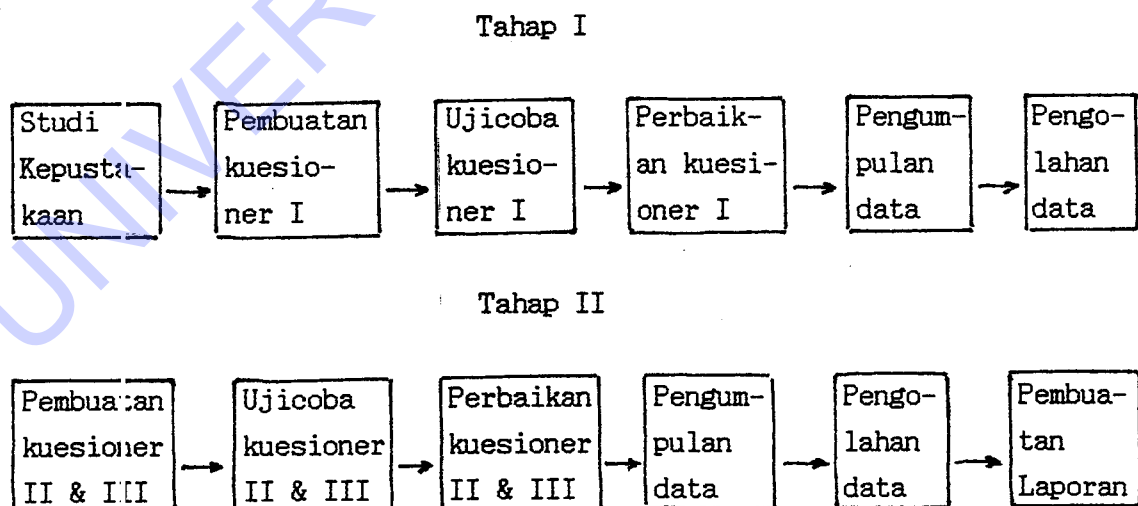 Tahap I
Studi
Kepusta-
kaan
Pembuatan
kuesio-
ner I
Ujicoba
kuesio-
ner I
Perbaik-
an kuesi-
oner I
Pengum-
pulan
data
Pengo-
lahan
data
Tahap II
Pembuatan
kuesioner
II & III
Ujicoba
kuesioner
II & III
Perbaikan
kuesioner
II & III
Pengum-
pulan
data
Pengo-
lahan
data
Pembua-
tan
Laporan